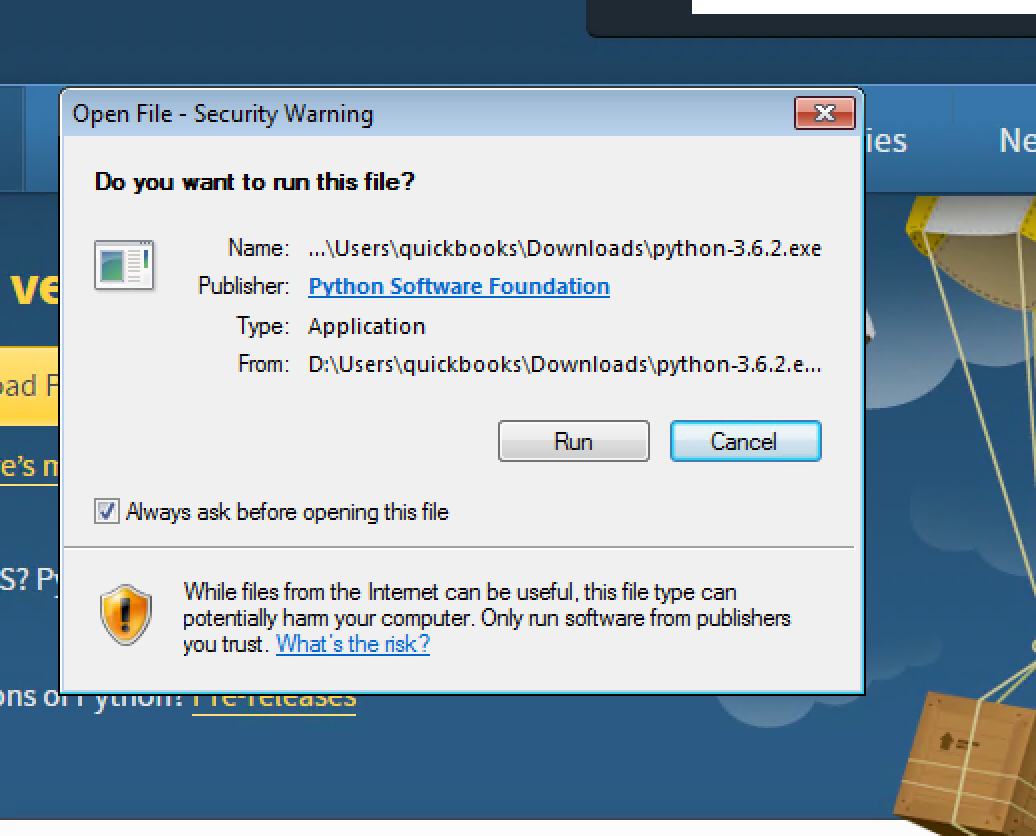 Open File - Security Warning
ies
Ne
Do you want to run this file?
Name: ...\Users\quickbooks\Downloads\python-3.6.2.exe
ve
Publisher: Python Software Foundation
Type: Application
From: D:\Users\quickbooks\Downloads\python-3.6.2.e...
oad F
Run Cancel
e's m
Always ask before opening this file
S? Py
While files from the Internet can be useful, this file type can
potentially harm your computer. Only run software from publishers
you trust. What's the risk?
ons of Python? Pre-releases